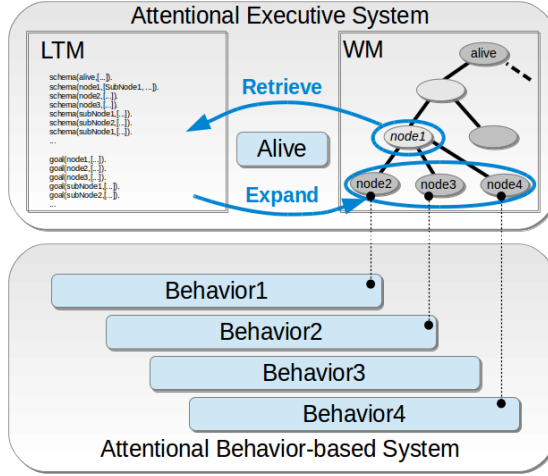 Attentional Executive System
LTM
schema(alive,[...]).
schema(node1,[SubNode1, ...]).
schema(node2,[...]).
schema(node3,[...]).
schema(subNode1,[...]).
schema(subNode2,[...]).
schema(subNode1,[...]).
...
goal(node1,[...]).
goal(node2,[...]).
goal(node3,[...]).
goal(subNode1,[...]).
goal(subNode2,[...]).
...
Retrieve
Alive
Expand
WM
alive
node1
node2
node3
node4
Behavior1
Behavior2
Behavior3
Behavior4
Attentional Behavior-based System